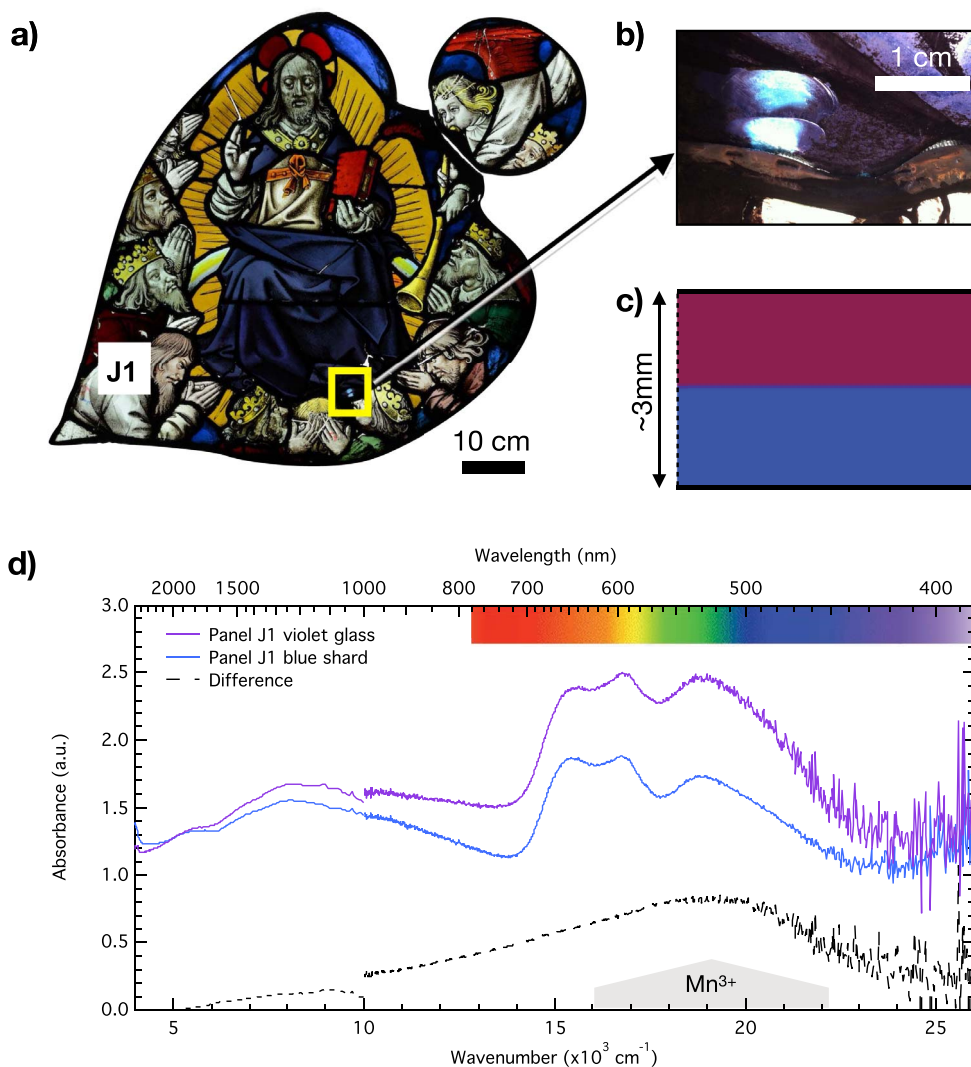 a)
J1
10 cm
b)
1 cm
c)
~3mm
d)
Wavelength (nm)
2000 1500 1000 800 700 600 500 400
3.0
2.5
2.0
1.5
1.0
0.5
0.0
Absorbance (a.u.)
Panel J1 violet glass
Panel J1 blue shard
Difference
Mn³⁺
5 10 15 20 25
Wavenumber (x10³ cm⁻¹)